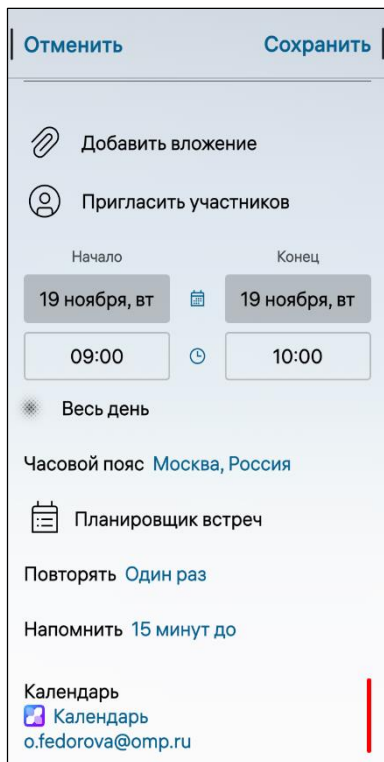 Отменить Сохранить
Добавить вложение
Пригласить участников
Начало Конец
19 ноября, вт 19 ноября, вт
09:00 10:00
Весь день
Часовой пояс Москва, Россия
Планировщик встреч
Повторять Один раз
Напомнить 15 минут до
Календарь
Календарь
o.fedorova@omp.ru